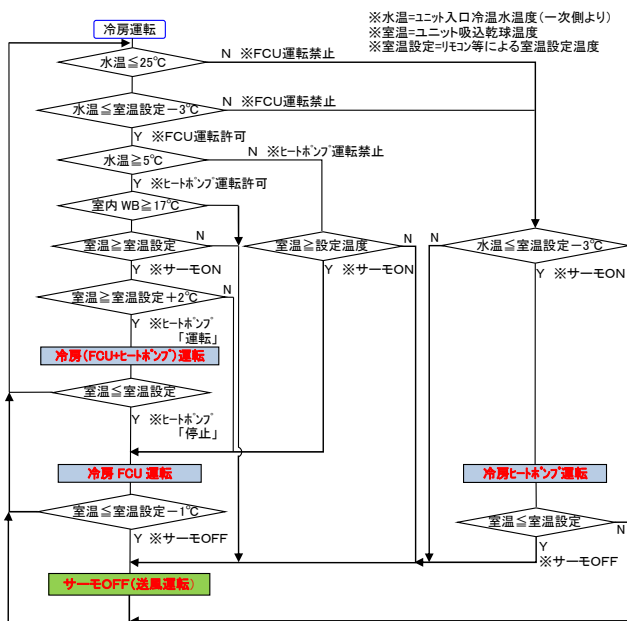 冷房運転
※水温=ユニット入口冷温水温度(一次側より)
※室温=ユニット吸込乾球温度
※室温設定=リモコン等による室温設定温度
水温≦25℃
N ※FCU運転禁止
水温≦室温設定-3℃
N ※FCU運転禁止
Y ※FCU運転許可
水温≧5℃
N ※ヒートポンプ運転禁止
Y ※ヒートポンプ運転許可
室内 WB≧17℃
Y
室温≧室温設定
N
室温≧設定温度
N
N
水温≦室温設定-3℃
Y ※サーモON
Y ※サーモON
Y ※サーモON
室温≧室温設定+2℃
N
Y ※ヒートポンプ
「運転」
冷房(FCU+ヒートポンプ)運転
室温≦室温設定
Y ※ヒートポンプ
「停止」
冷房 FCU 運転
冷房ヒートポンプ運転
室温≦室温設定-1℃
室温≦室温設定
N
Y ※サーモOFF
Y
※サーモOFF
サーモOFF(送風運転)